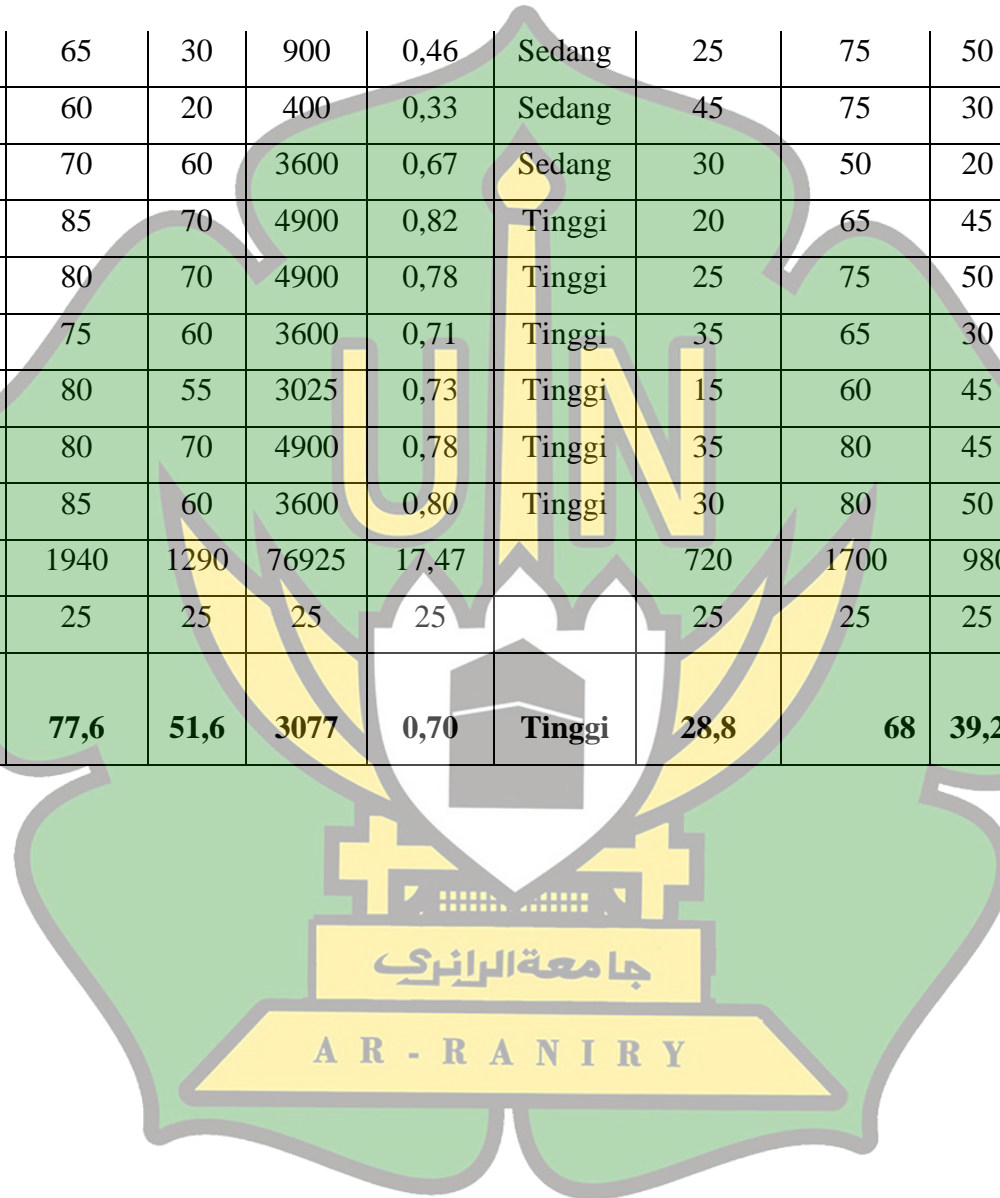 65 30 900 0,46 Sedang 25 75 50
60 20 400 0,33 Sedang 45 75 30
70 60 3600 0,67 Sedang 30 50 20
85 70 4900 0,82 Tinggi 20 65 45
80 70 4900 0,78 Tinggi 25 75 50
75 60 3600 0,71 Tinggi 35 65 30
80 55 3025 0,73 Tinggi 15 60 45
80 70 4900 0,78 Tinggi 35 80 45
85 60 3600 0,80 Tinggi 30 80 50
1940 1290 76925 17,47 720 1700 980
25 25 25 25 25 25 25
77,6 51,6 3077 0,70 Tinggi 28,8 68 39,2
UIN
جامعةالرانري
AR-RANIRY